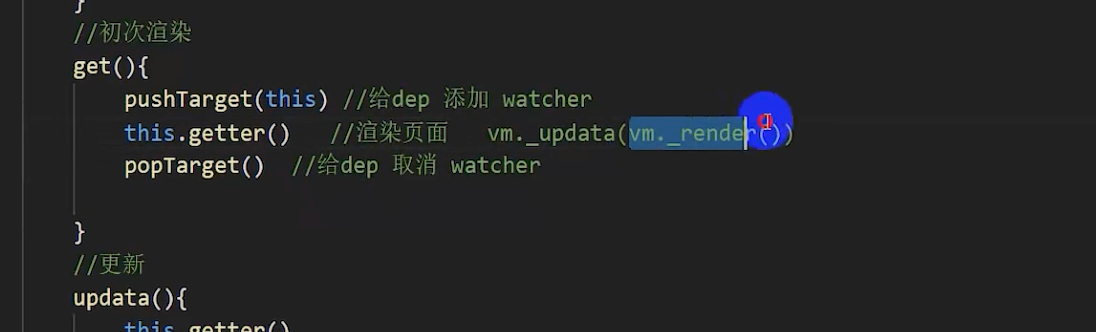 }
//初次渲染
get(){
pushTarget(this) //给dep 添加 watcher
this.getter() //渲染页面 vm._updata(vm._render())
popTarget() //给dep 取消 watcher
}
//更新
updata(){
this.getter()